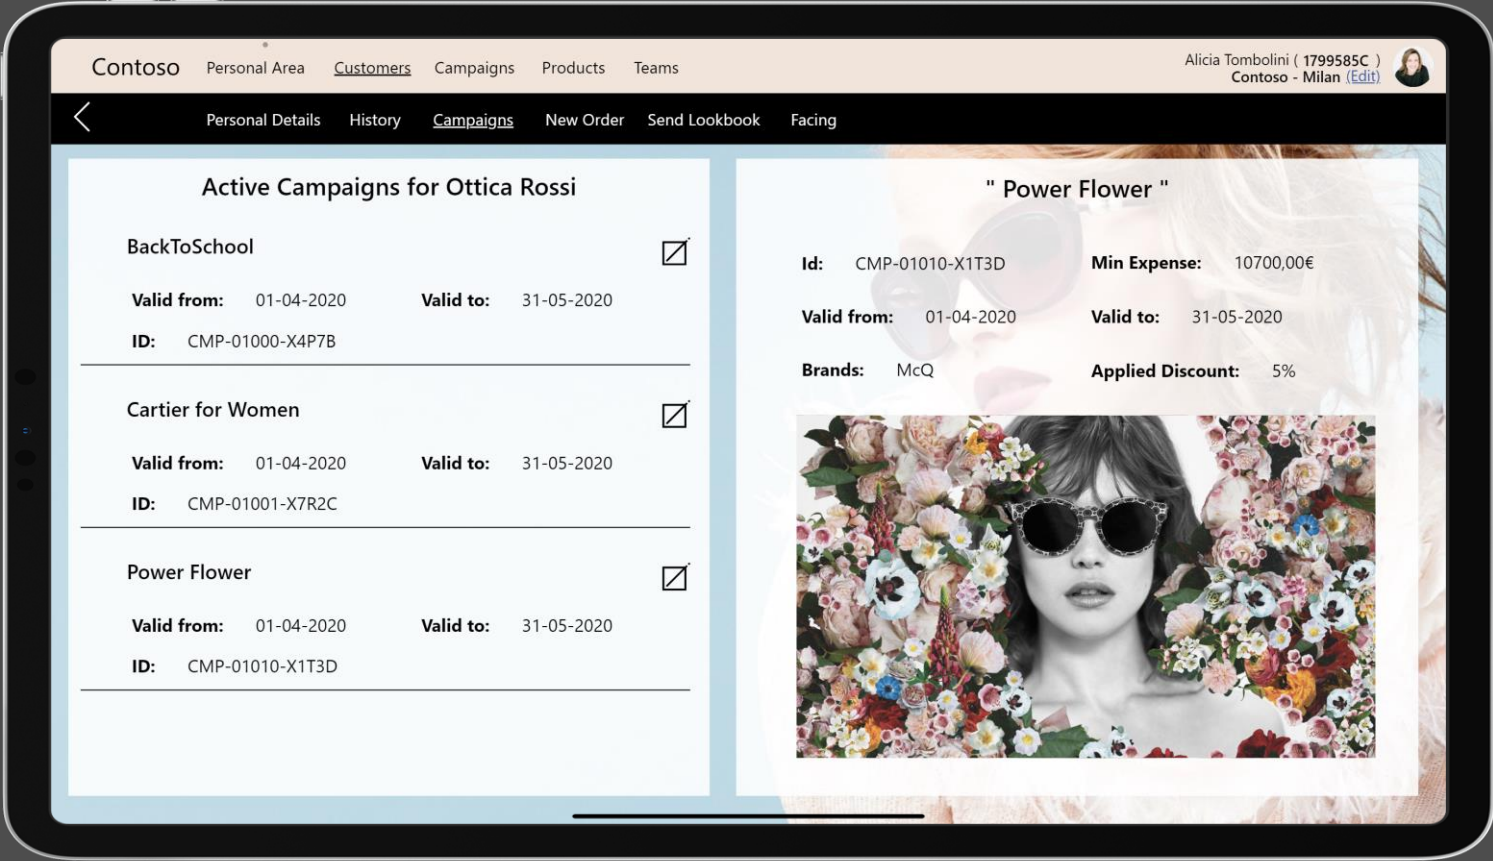 Contoso Personal Area Customers Campaigns Products Teams
Alicia Tombolini ( 1799585C )
Contoso - Milan (Edit)
Personal Details History Campaigns New Order Send Lookbook Facing
Active Campaigns for Ottica Rossi
BackToSchool
Valid from: 01-04-2020 Valid to: 31-05-2020
ID: CMP-01000-X4P7B
Cartier for Women
Valid from: 01-04-2020 Valid to: 31-05-2020
ID: CMP-01001-X7R2C
Power Flower
Valid from: 01-04-2020 Valid to: 31-05-2020
ID: CMP-01010-X1T3D
" Power Flower "
Id: CMP-01010-X1T3D Min Expense: 10700,00€
Valid from: 01-04-2020 Valid to: 31-05-2020
Brands: McQ Applied Discount: 5%